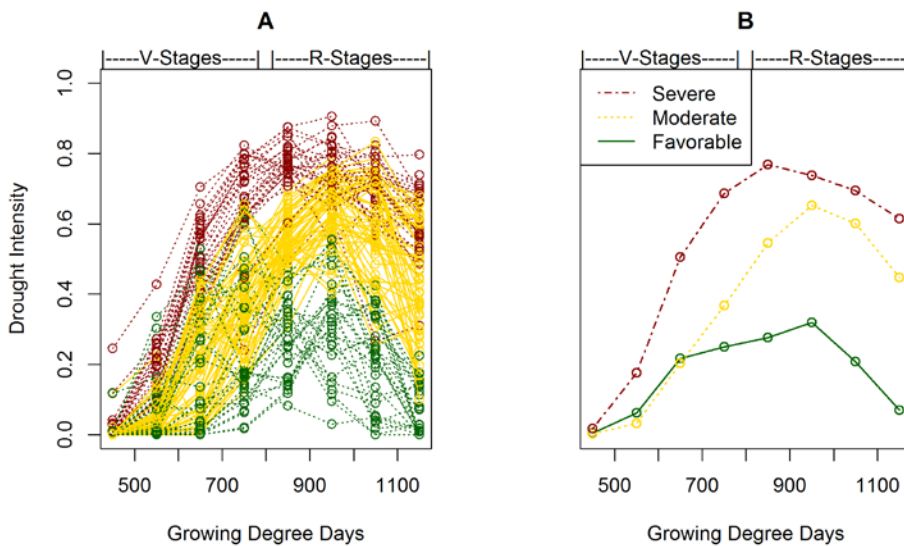 A
B
|-----V-Stages-----| |-----R-Stages-----|
|-----V-Stages-----| |-----R-Stages-----
1.0
0.8
0.6
0.4
0.2
0.0
Drought Intensity
Severe
Moderate
Favorable
500 700 900 1100
500 700 900 1100
Growing Degree Days
Growing Degree Days